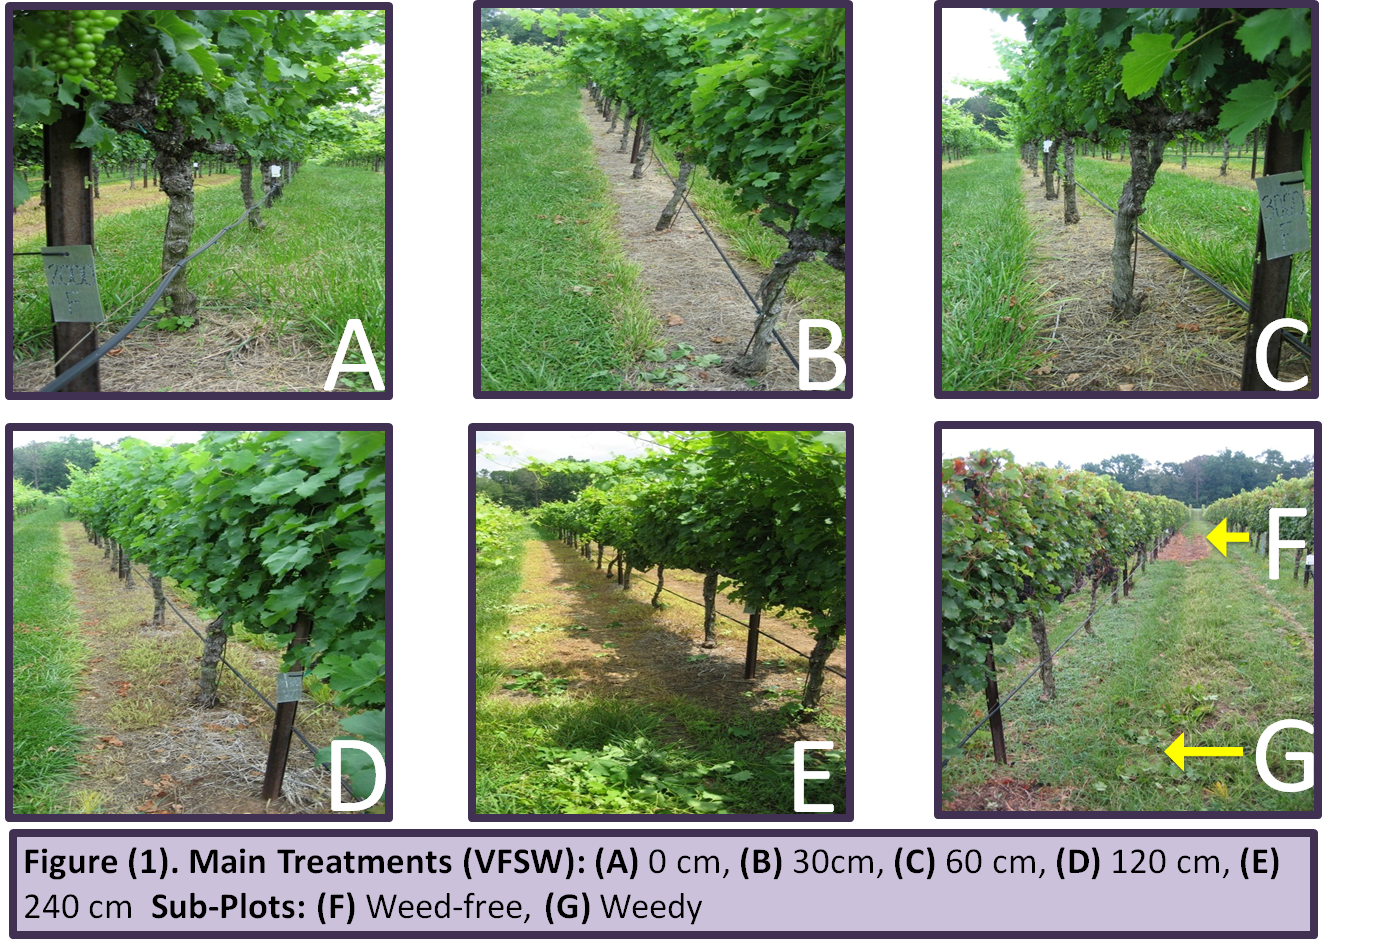 A
B
C
D
E
F
G
Figure (1). Main Treatments (VFSW): (A) 0 cm, (B) 30cm, (C) 60 cm, (D) 120 cm, (E)
240 cm Sub-Plots: (F) Weed-free, (G) Weedy